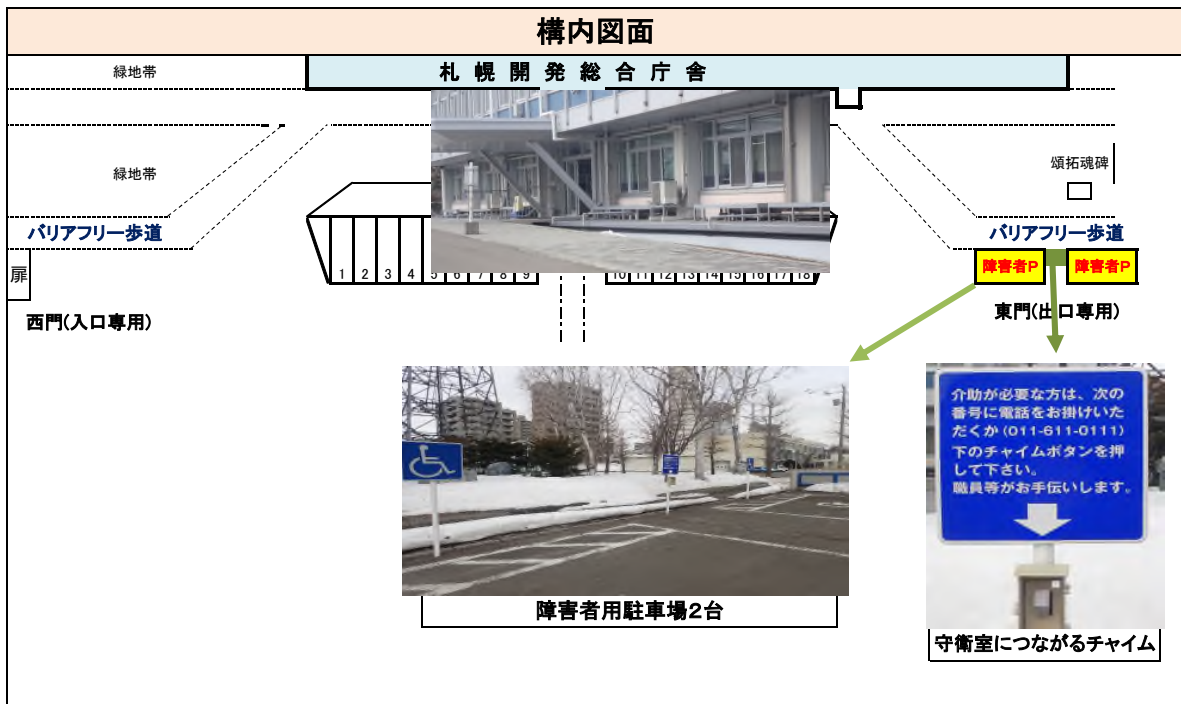 構内図面
緑地帯
札幌開発総合庁舎
緑地帯
頌拓魂碑
バリアフリー歩道
バリアフリー歩道
扉
1 2 3 4 5 6 7 8 9
10 11 12 13 14 15 16 17 18
障害者P
障害者P
西門(入口専用)
東門(出口専用)
介助が必要な方は、次の
番号に電話をお掛けいた
だくか(011-611-0111)
下のチャイムボタンを押
して下さい。
職員等がお手伝いします。
障害者用駐車場2台
守衛室につながるチャイム